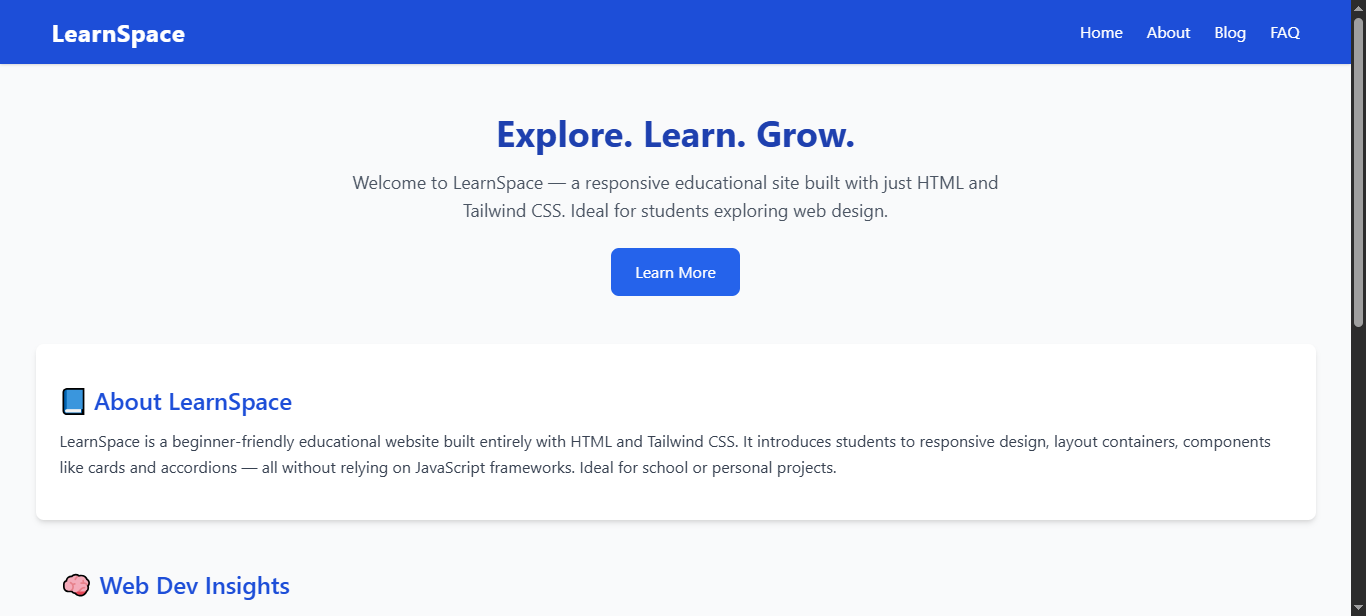 LearnSpace
Home About Blog FAQ
Explore. Learn. Grow.
Welcome to LearnSpace — a responsive educational site built with just HTML and
Tailwind CSS. Ideal for students exploring web design.
Learn More
About LearnSpace
LearnSpace is a beginner-friendly educational website built entirely with HTML and Tailwind CSS. It introduces students to responsive design, layout containers, components
like cards and accordions — all without relying on JavaScript frameworks. Ideal for school or personal projects.
Web Dev Insights